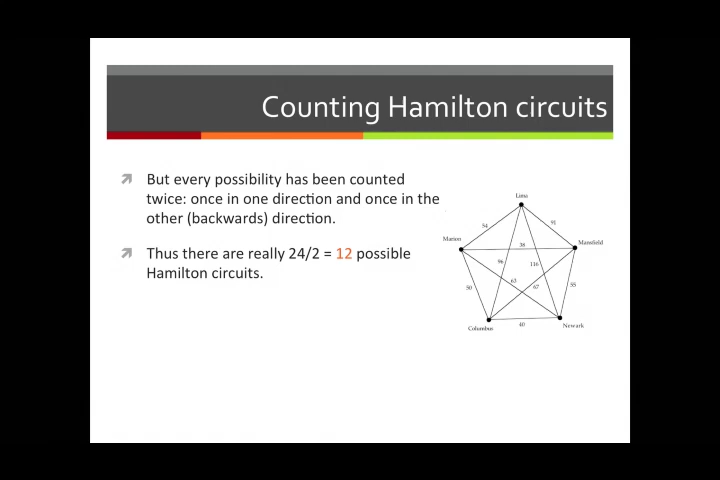 Counting Hamilton circuits
But every possibility has been counted
twice: once in one direction and once in the
other (backwards) direction.
Thus there are really 24/2 = 12 possible
Hamilton circuits.
Lima
54
91
Marion
38
Mansfield
96
116
63
67
50
55
Columbus
40
Newark